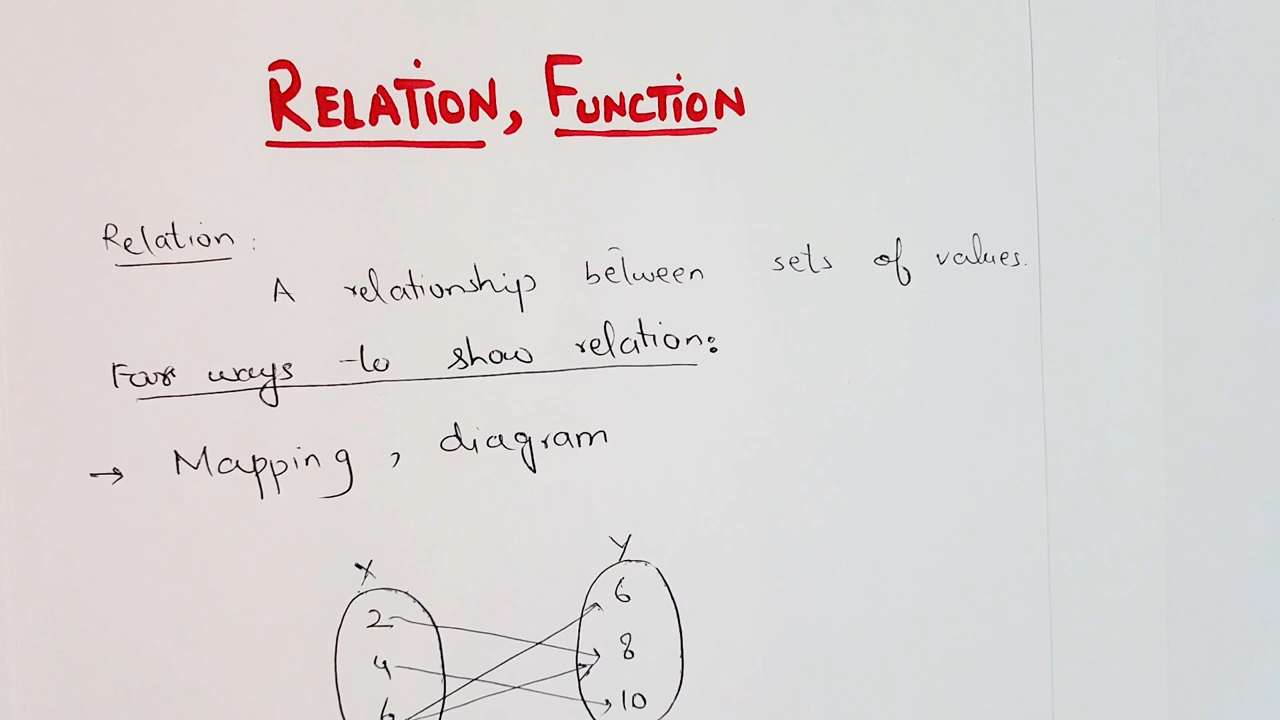 RELATION, FUNCTION
Relation:
A relationship between sets of values.
Four ways to show relation:
→ Mapping, diagram
X Y
2 6
4 8
6 10